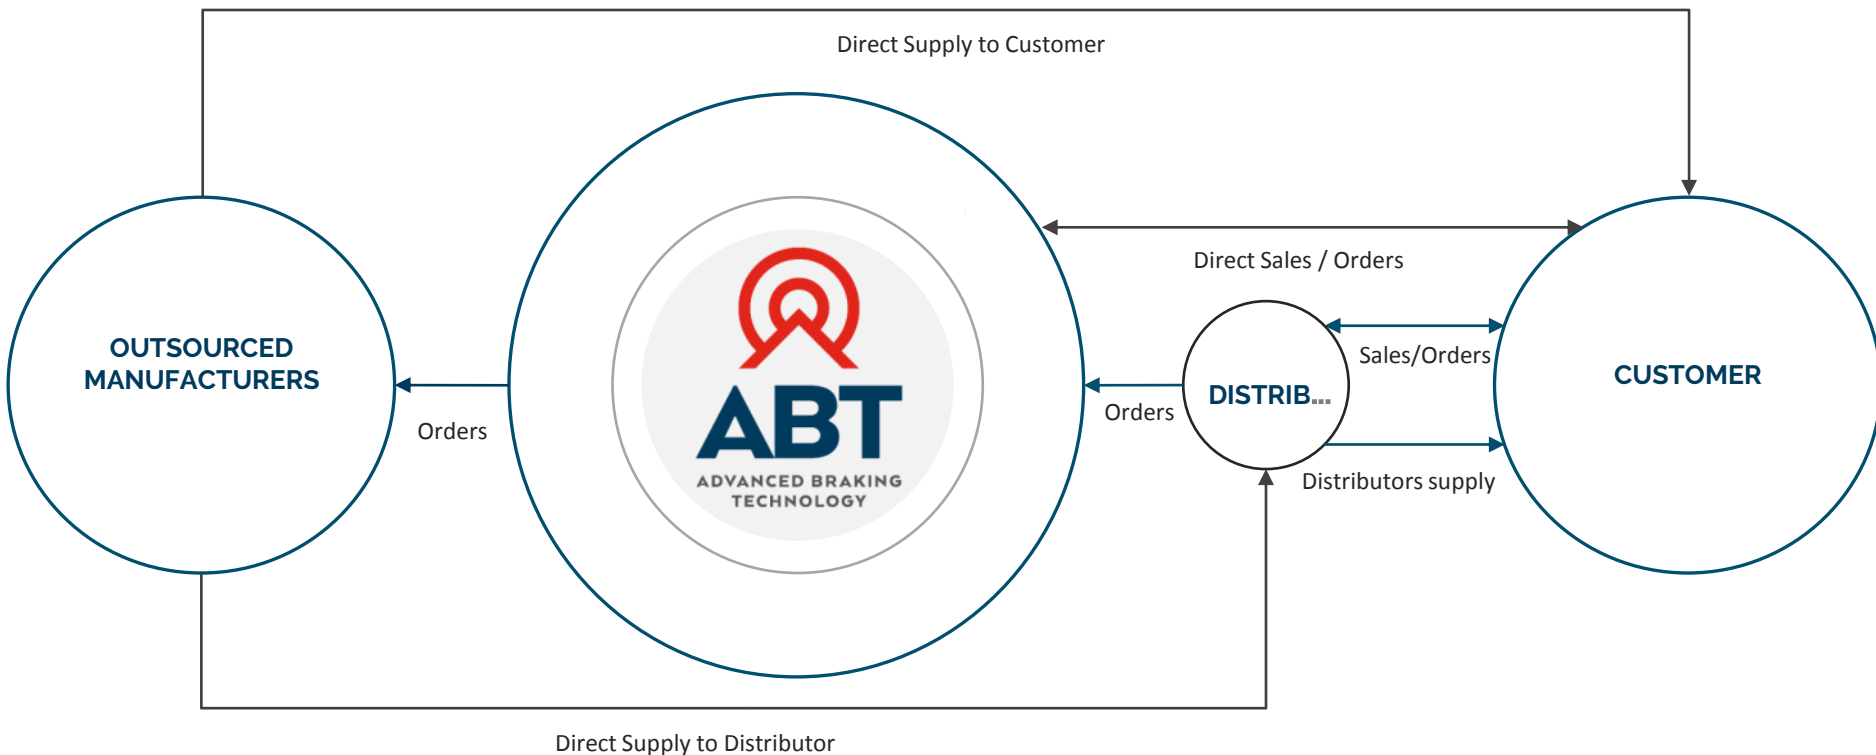 Direct Supply to Customer
Direct Sales / Orders
OUTSOURCED
MANUFACTURERS
Orders
ABT
ADVANCED BRAKING
TECHNOLOGY
Orders
DISTRIB...
Sales/Orders
Distributors supply
CUSTOMER
Direct Supply to Distributor